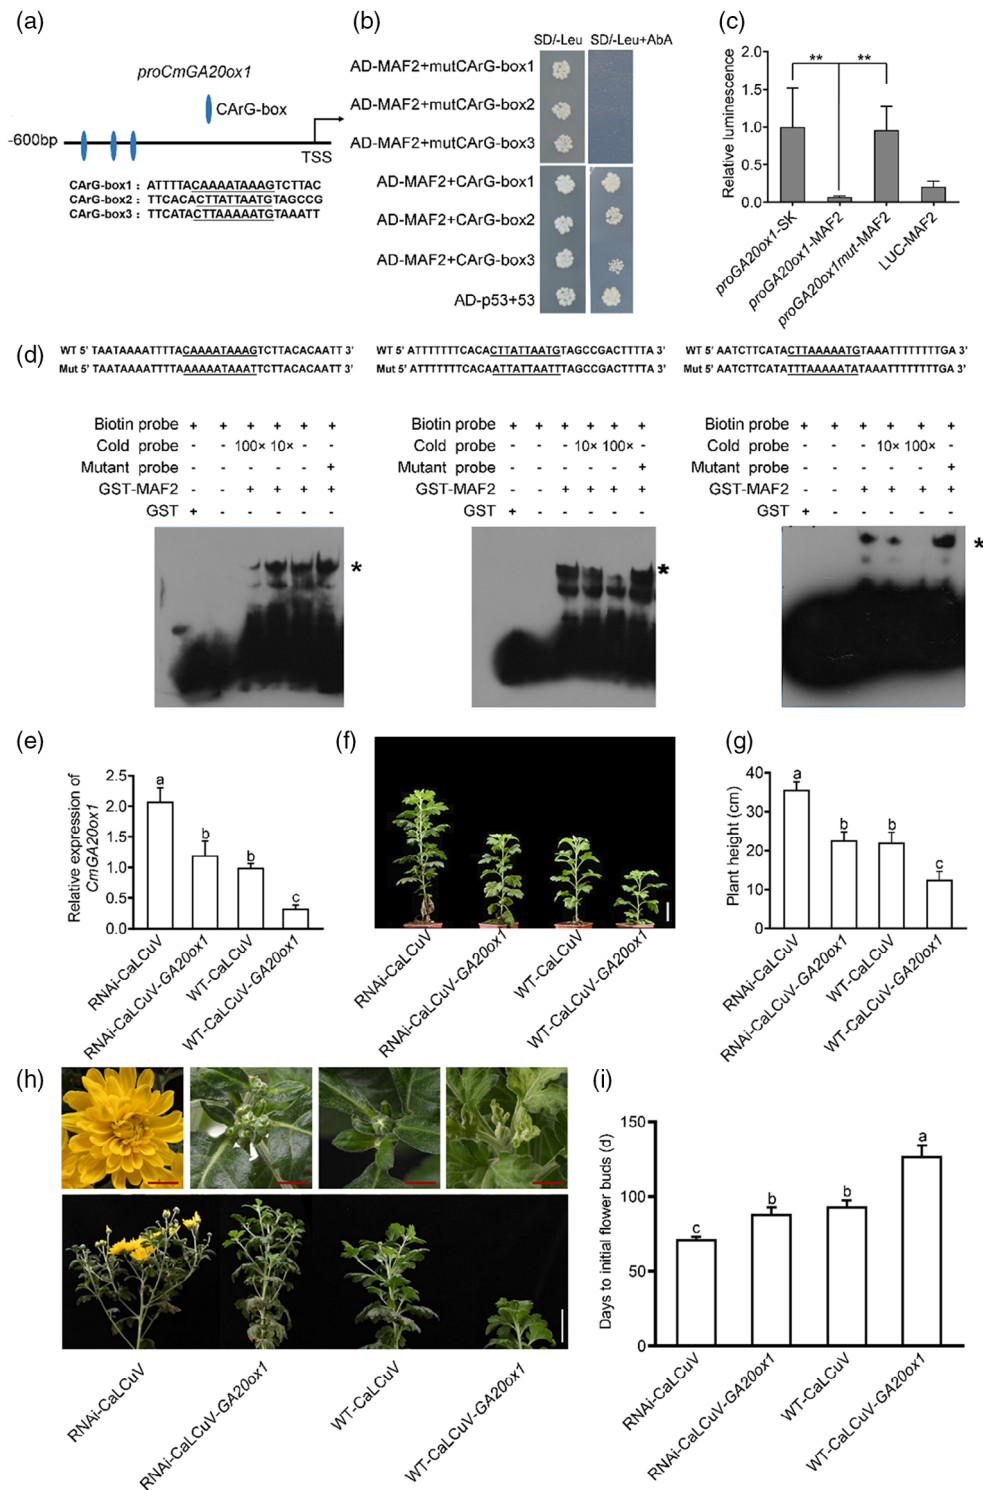 (a)
proCmGA20ox1
CArG-box
-600bp
TSS
CArG-box1 : ATTTTACAAAATAAAGTCTTAC
CArG-box2: TTCACACTTATTAATGTAGCCG
CArG-box3: TTCATACTTAAAAATGTAAATT
(b)
SD/-Leu SD/-Leu+AbA
AD-MAF2+mutCArG-box1
AD-MAF2+mutCArG-box2
AD-MAF2+mutCArG-box3
AD-MAF2+CArG-box1
AD-MAF2+CArG-box2
AD-MAF2+CArG-box3
AD-p53+53
(c)
Relative luminescence
2.0
1.5
1.0
0.5
0.0
** **
proGA20ox1-SK
proGA20ox1-MAF2
proGA20ox1mut-MAF2
LUC-MAF2
(d)
WT 5' TAATAAAATTTTACAAAATAAAGTCTTACACAATT 3'
Mut 5' TAATAAAATTTTAAAAAATAAATTCTTACACAATT 3'
Biotin probe + + + + + +
Cold probe - - 100× 10× - -
Mutant probe - - - - - +
GST-MAF2 - - + + + +
GST + - - - - -
*
WT 5' ATTTTTTTCACACTTATTAATGTAGCCGACTTTTA 3'
Mut 5' ATTTTTTTCACAATTATTAATTTAGCCGACTTTTA 3'
Biotin probe + + + + + +
Cold probe - - - 10× 100× -
Mutant probe - - - - - +
GST-MAF2 - - + + + +
GST + - - - - -
*
WT 5' AATCTTCATACTTAAAAATGTAAATTTTTTTTGA 3'
Mut 5' AATCTTCATATTTAAAAATATAAATTTTTTTTGA 3'
Biotin probe + + + + + +
Cold probe - - - 10× 100× -
Mutant probe - - - - - +
GST-MAF2 - - + + + +
GST + - - - - -
*
(e)
Relative expression of
CmGA20ox1
2.5
2.0
1.5
1.0
0.5
0.0
a
b
b
c
RNAi-CaLCuV
RNAi-CaLCuV-GA20ox1
WT-CaLCuV
WT-CaLCuV-GA20ox1
(f)
RNAi-CaLCuV
RNAi-CaLCuV-GA20ox1
WT-CaLCuV
WT-CaLCuV-GA20ox1
(g)
Plant height (cm)
40
30
20
10
0
a
b
b
c
RNAi-CaLCuV
RNAi-CaLCuV-GA20ox1
WT-CaLCuV
WT-CaLCuV-GA20ox1
(h)
RNAi-CaLCuV
RNAi-CaLCuV-GA20ox1
WT-CaLCuV
WT-CaLCuV-GA20ox1
(i)
Days to initial flower buds (d)
150
100
50
0
c
b
b
a
RNAi-CaLCuV
RNAi-CaLCuV-GA20ox1
WT-CaLCuV
WT-CaLCuV-GA20ox1